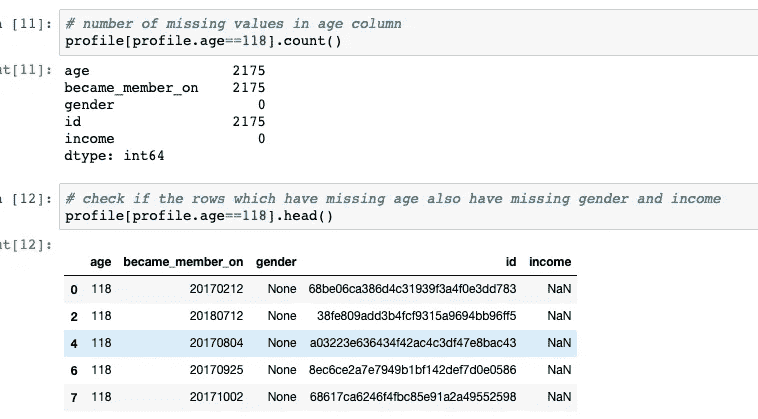 n [11]: # number of missing values in age column
profile[profile.age==118].count()
ut[11]: age 2175
became_member_on 2175
gender 0
id 2175
income 0
dtype: int64
n [12]: # check if the rows which have missing age also have missing gender and income
profile[profile.age==118].head()
ut[12]:
age became_member_on gender id income
0 118 20170212 None 68be06ca386d4c31939f3a4f0e3dd783 NaN
2 118 20180712 None 38fe809add3b4fcf9315a9694bb96ff5 NaN
4 118 20170804 None a03223e636434f42ac4c3df47e8bac43 NaN
6 118 20170925 None 8ec6ce2a7e7949b1bf142def7d0e0586 NaN
7 118 20171002 None 68617ca6246f4fbc85e91a2a49552598 NaN